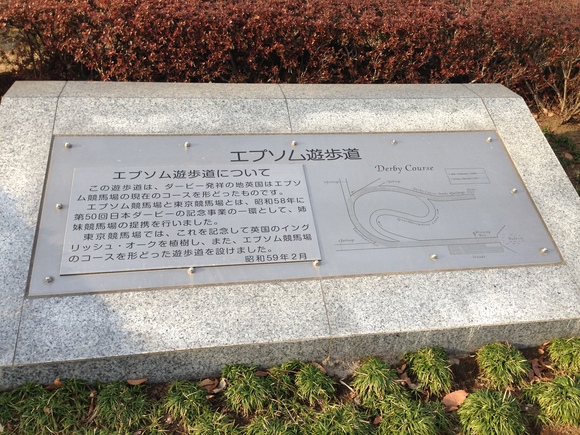 エプソム遊歩道
エプソム遊歩道について
この遊歩道は、ダービー発祥の地英国はエプソ
ム競馬場の現在のコースを形どったものです。
エプソム競馬場と東京競馬場とは、昭和58年に
第50回日本ダービーの記念事業の一環として、姉
妹競馬場の提携を行いました。
東京競馬場では、これを記念して英国のイング
リッシュ・オークを植樹し、また、エプソム競馬場
のコースを形どった遊歩道を設けました。
昭和59年2月
Derby Course